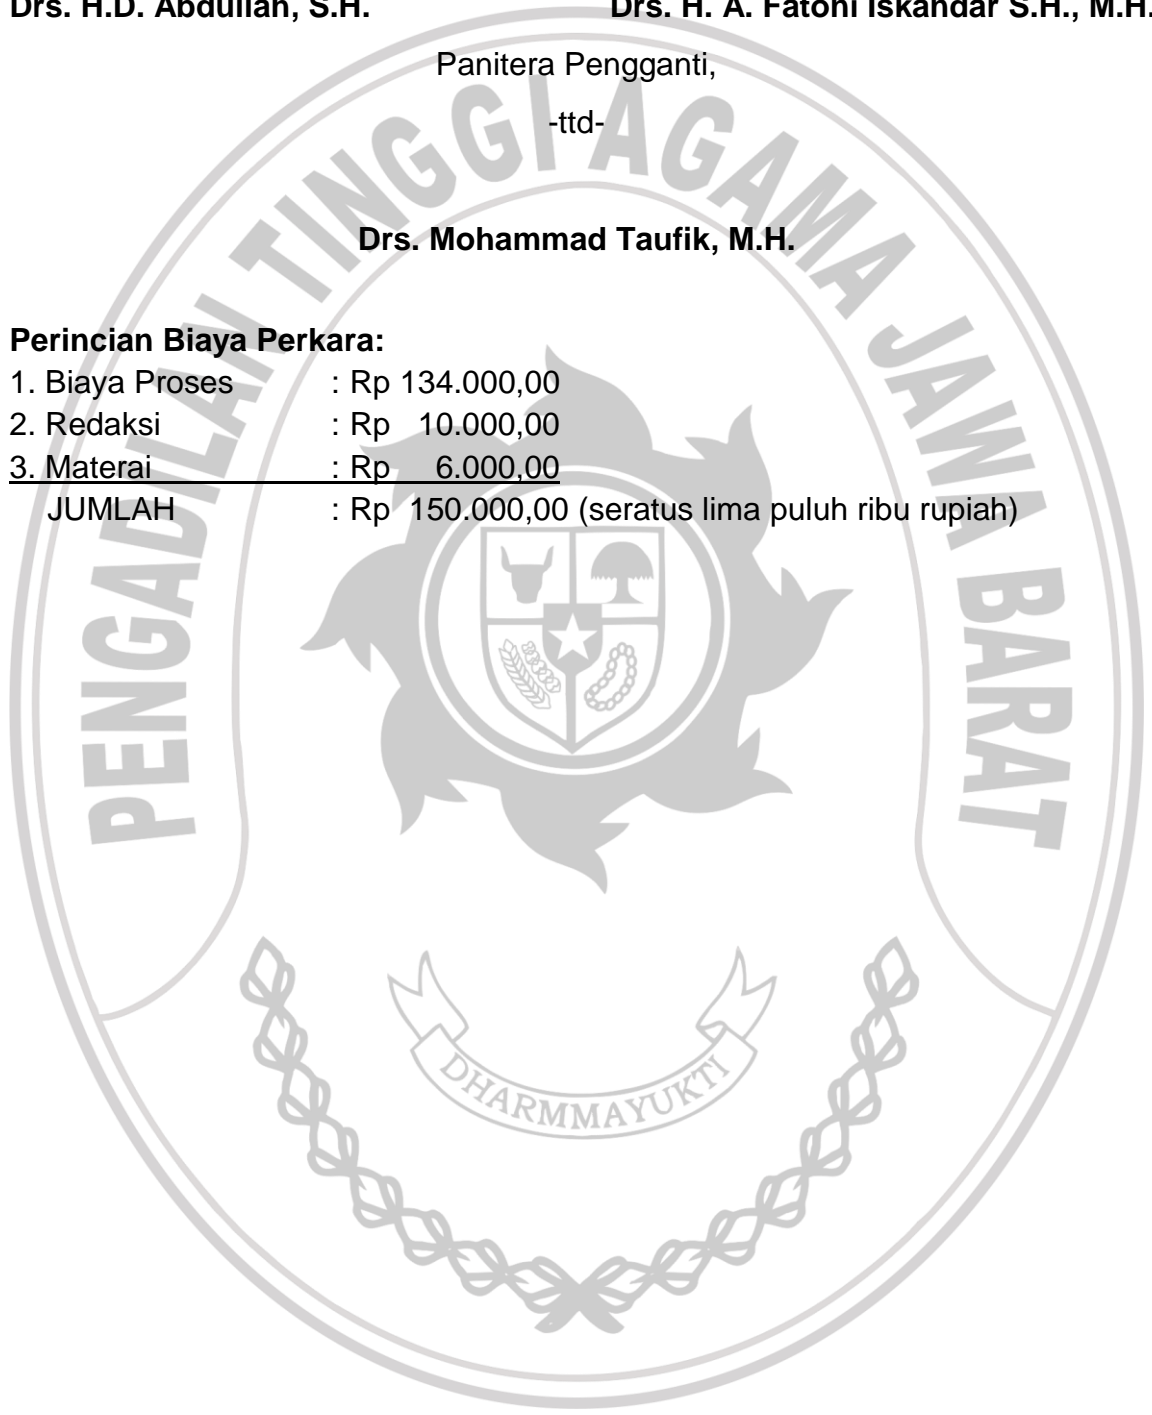 Drs. H.D. Abdullah, S.H. Drs. H. A. Fatoni Iskandar S.H., M.H.
Panitera Pengganti,
-ttd-
Drs. Mohammad Taufik, M.H.
Perincian Biaya Perkara:
1. Biaya Proses : Rp 134.000,00
2. Redaksi : Rp 10.000,00
3. Materai : Rp 6.000,00
JUMLAH : Rp 150.000,00 (seratus lima puluh ribu rupiah)
PENGADILAN TINGGI AGAMA JAWA BARAT
DHARMMAYUKTI